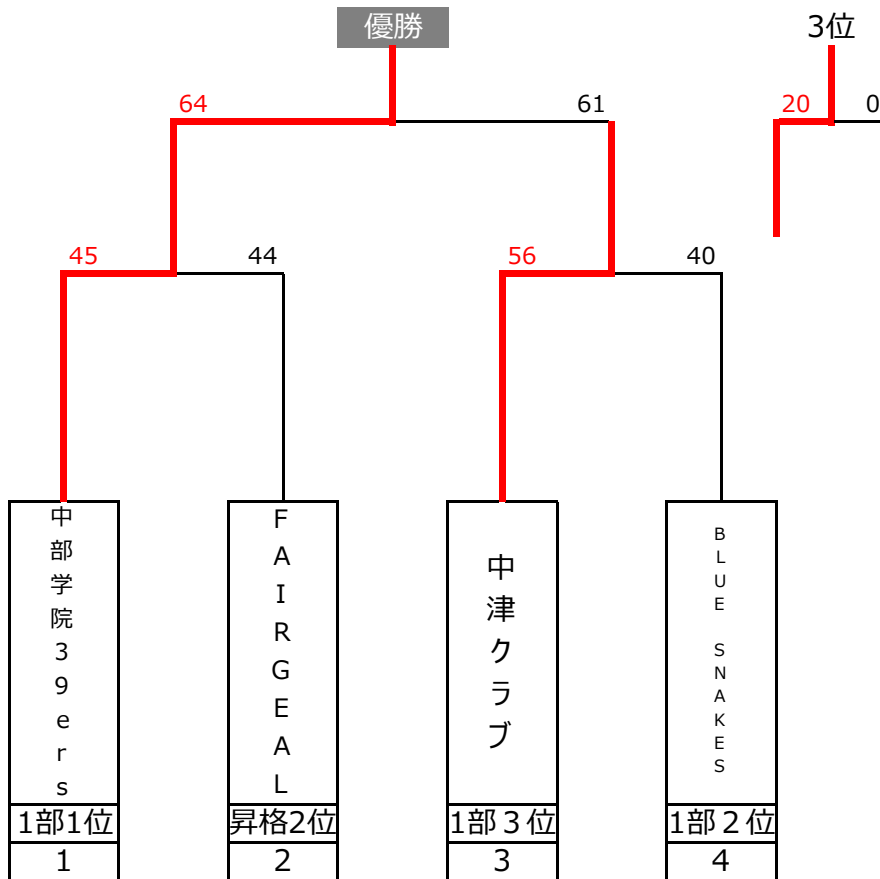 優勝
3位
64
61
20
0
45
44
56
40
中部学院39ers
FAIRGEAL
中津クラブ
BLUE SNAKES
1部1位
昇格2位
1部３位
1部２位
1
2
3
4